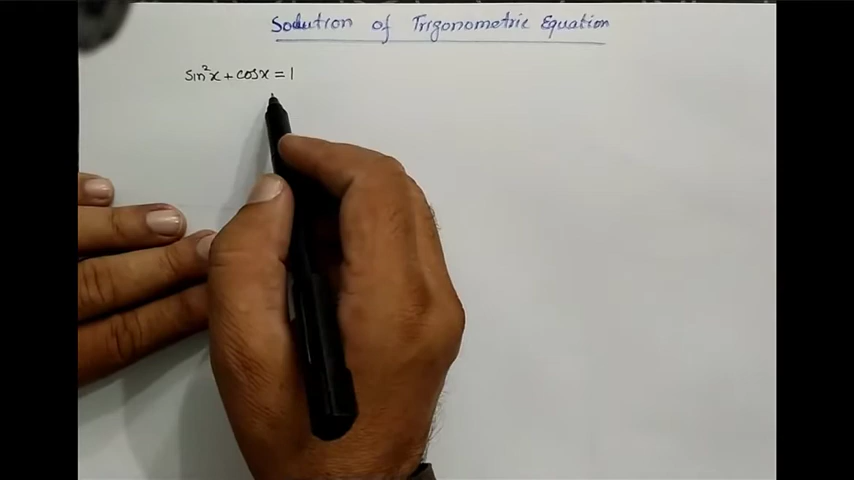 Solution of Trigonometric Equation
sin²x + cosx = 1